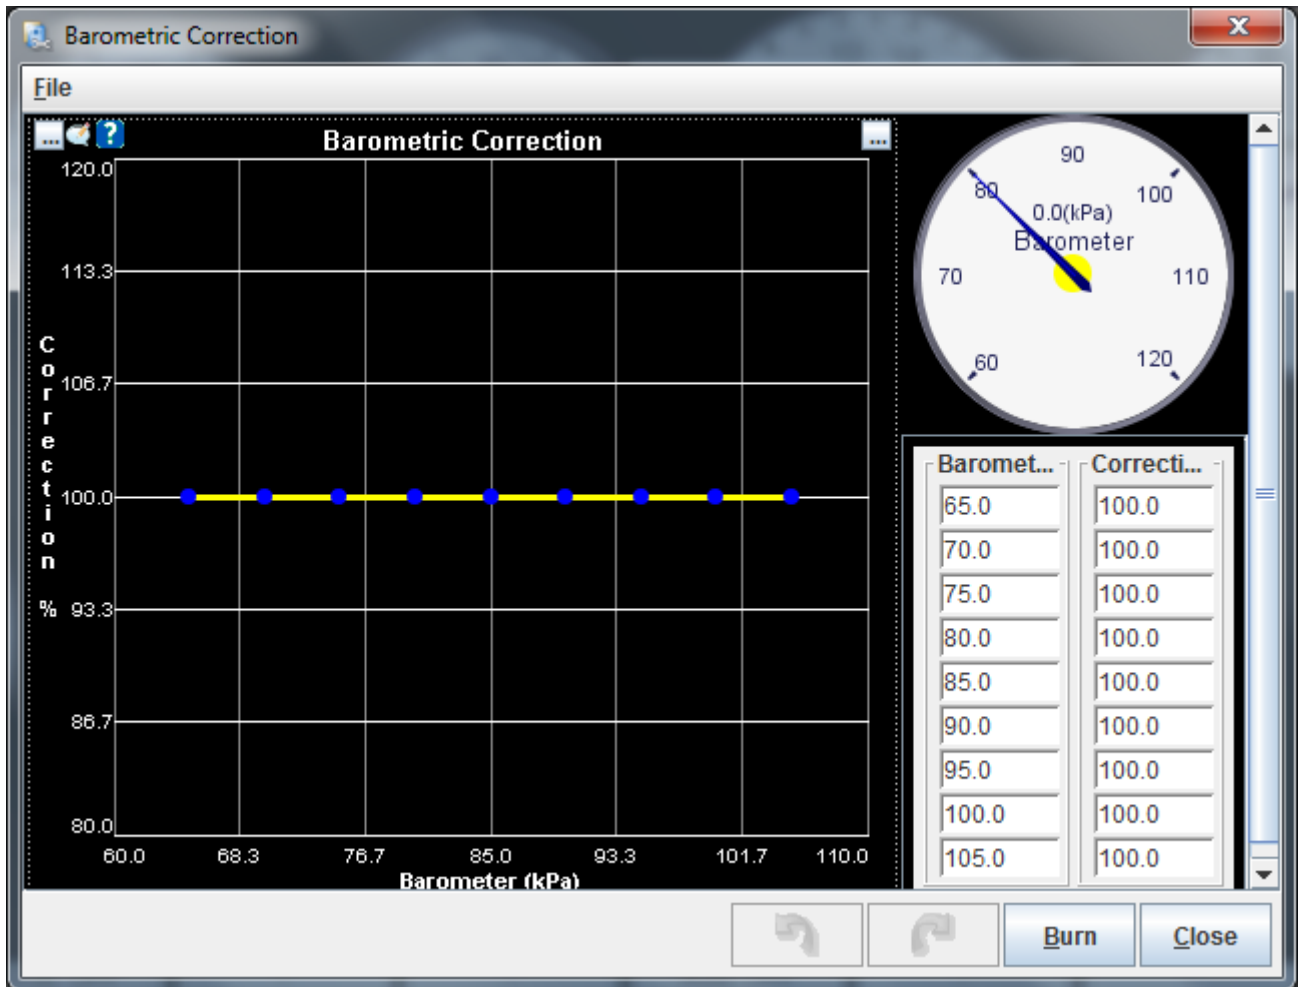 Barometric Correction
File
... ? Barometric Correction ...
120.0
113.3
106.7
100.0
93.3
86.7
80.0
Correction %
60.0 68.3 76.7 85.0 93.3 101.7 110.0
Barometer (kPa)
90
80 100
0.0(kPa)
Barometer
70 110
60 120
Baromet... Correcti...
65.0 100.0
70.0 100.0
75.0 100.0
80.0 100.0
85.0 100.0
90.0 100.0
95.0 100.0
100.0 100.0
105.0 100.0
Burn Close